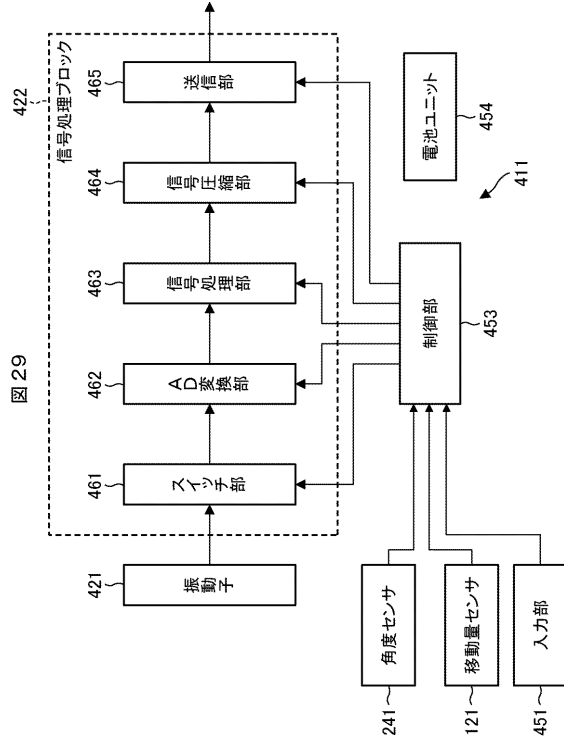 図29
422
信号処理ブロック
421
振動子
461
スイッチ部
462
AD変換部
463
信号処理部
464
信号圧縮部
465
送信部
241
角度センサ
121
移動量センサ
451
入力部
制御部
453
電池ユニット
454
411